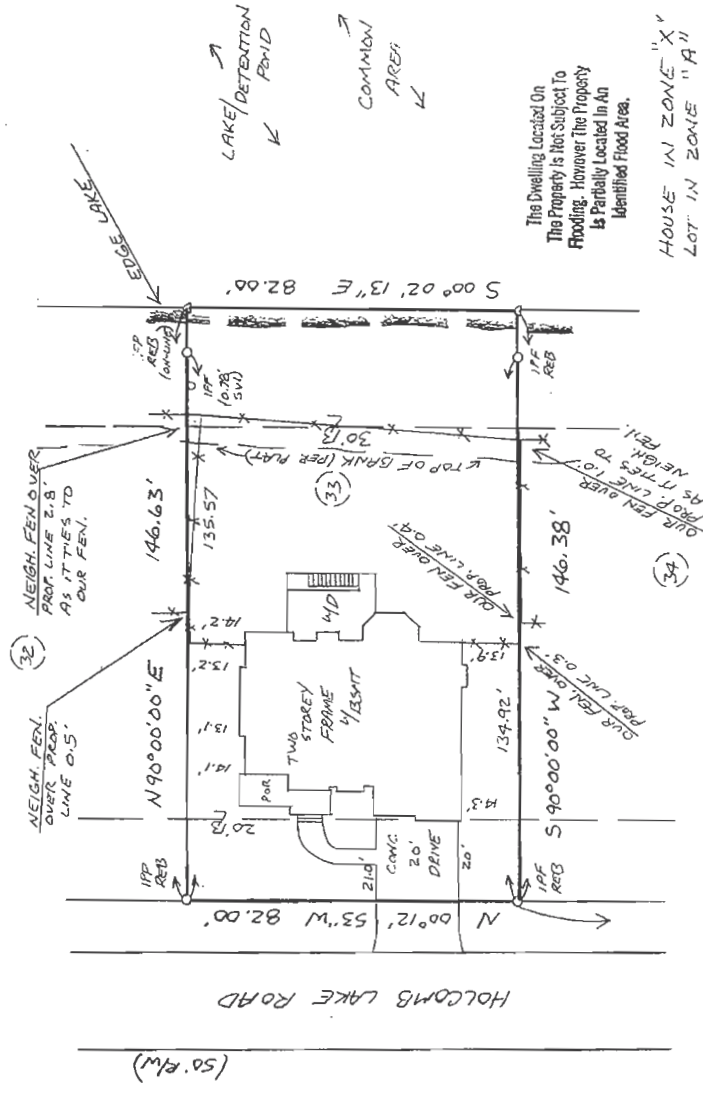 LAKE/DETENTION
POND
COMMON
AREA
EDGE LAKE
The Dwelling Located On
The Property Is Not Subject To
Flooding. However The Property
Is Partially Located In An
Identified Flood Area.
HOUSE IN ZONE "X"
LOT IN ZONE "A"
S 00° 02' 13" E 82.00'
REB
(ON-LINE)
IPF
(0.78'
SW)
IPF
REB
NEIGH. FEN OVER
PROP. LINE 2.8'
AS IT TIES TO
OUR FEN.
30' B
TOP OF BANK (PER PLAT)
OUR FEN OVER
PROP. LINE 1.0'
AS IT TIES TO
NEIGH. FEN.
33
146.63'
135.57
OUR FEN OVER
PROP. LINE 0.4'
146.38'
34
32
14.2'
W/D
13.9'
OUR FEN. OVER
PROP. LINE 0.3'
NEIGH. FEN.
OVER PROP.
LINE 0.5'
N 90° 00' 00" E
13.2'
13.1'
14.1'
TWO
STOREY
FRAME
W/BSMT
POR
134.92'
14.3'
S 90° 00' 00" W
20' B
21.0'
CONC.
20'
DRIVE
20'
REB
IPF
REB
N 00° 12' 53" W 82.00'
HOLCOMB LAKE ROAD
(50' R/W)